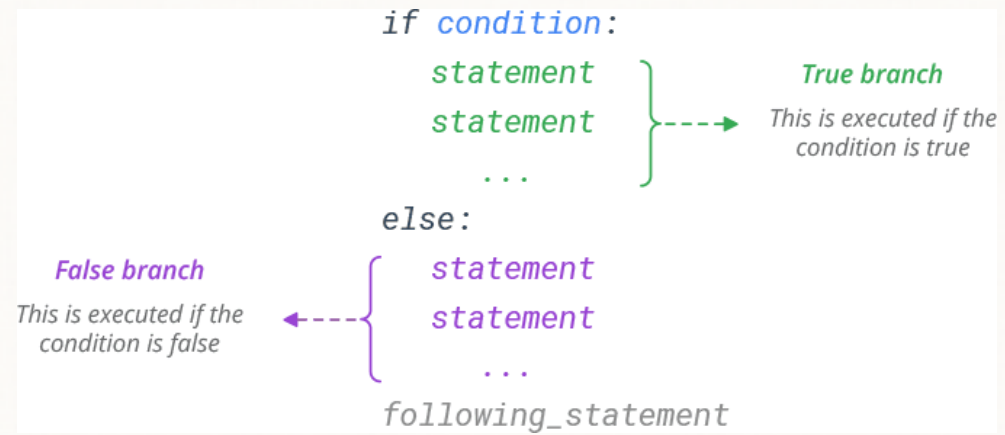 if condition:
statement
True branch
statement
This is executed if the
condition is true
...
else:
False branch
statement
This is executed if the
condition is false
statement
...
following_statement